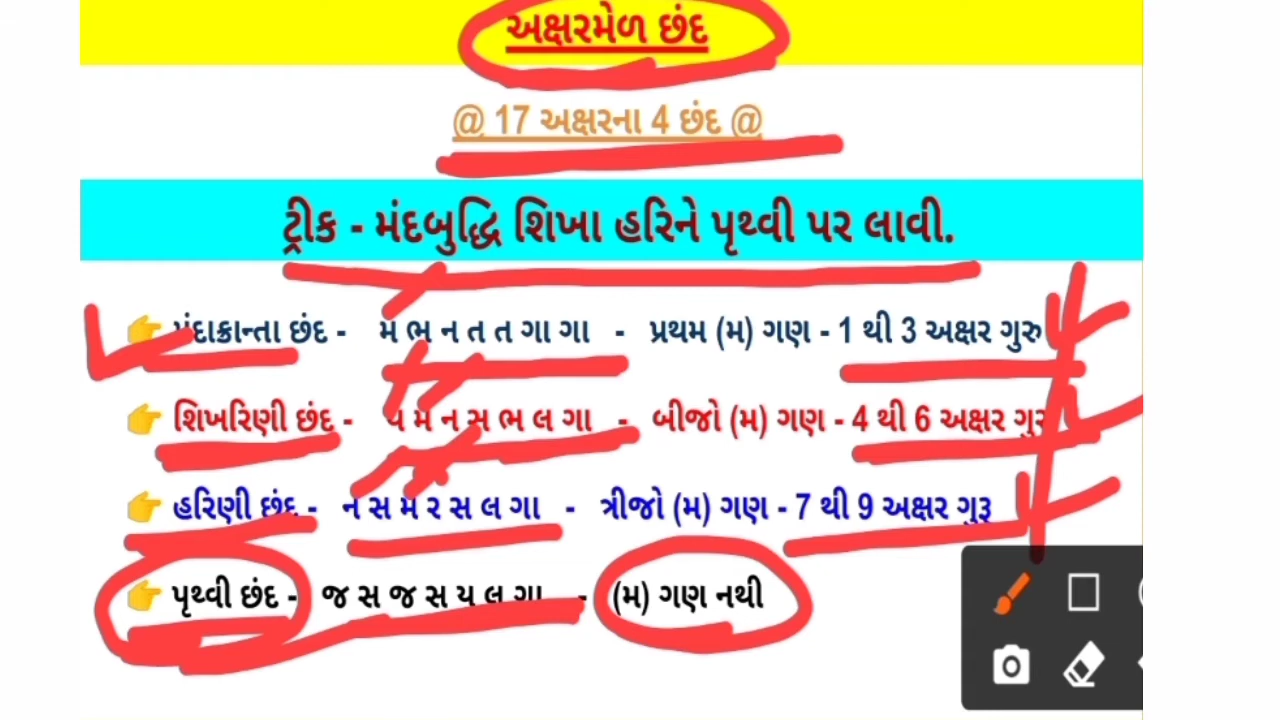 અક્ષરમેળ છંદ
@ 17 અક્ષરના 4 છંદ @
ટ્રીક - મંદબુદ્ધિ શિખા હરિને પૃથ્વી પર લાવી.
👉 મંદાક્રાન્તા છંદ - મ ભ ન ત ત ગા ગા - પ્રથમ (મ) ગણ - 1 થી 3 અક્ષર ગુરુ
👉 શિખરિણી છંદ - ય મ ન સ ભ લ ગા - બીજો (મ) ગણ - 4 થી 6 અક્ષર ગુરુ
👉 હરિણી છંદ - ન સ મ ર સ લ ગા - ત્રીજો (મ) ગણ - 7 થી 9 અક્ષર ગુરૂ
👉 પૃથ્વી છંદ - જ સ જ સ ય લ ગા - (મ) ગણ નથી